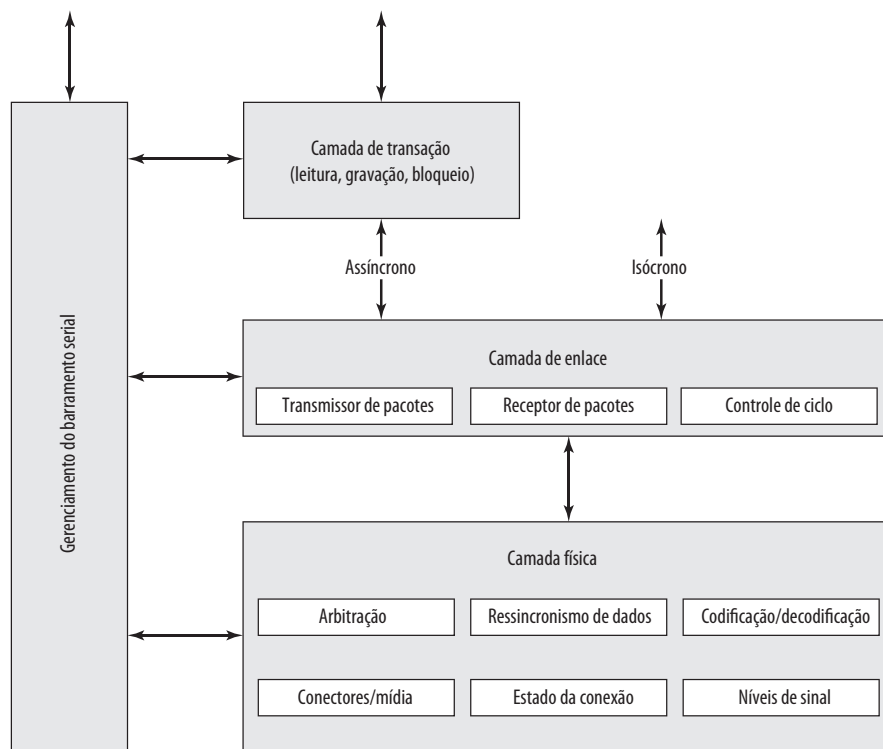 Camada de transação
(leitura, gravação, bloqueio)
Assíncrono
Isócrono
Gerenciamento do barramento serial
Camada de enlace
Transmissor de pacotes
Receptor de pacotes
Controle de ciclo
Camada física
Arbitração
Ressincronismo de dados
Codificação/decodificação
Conectores/mídia
Estado da conexão
Níveis de sinal